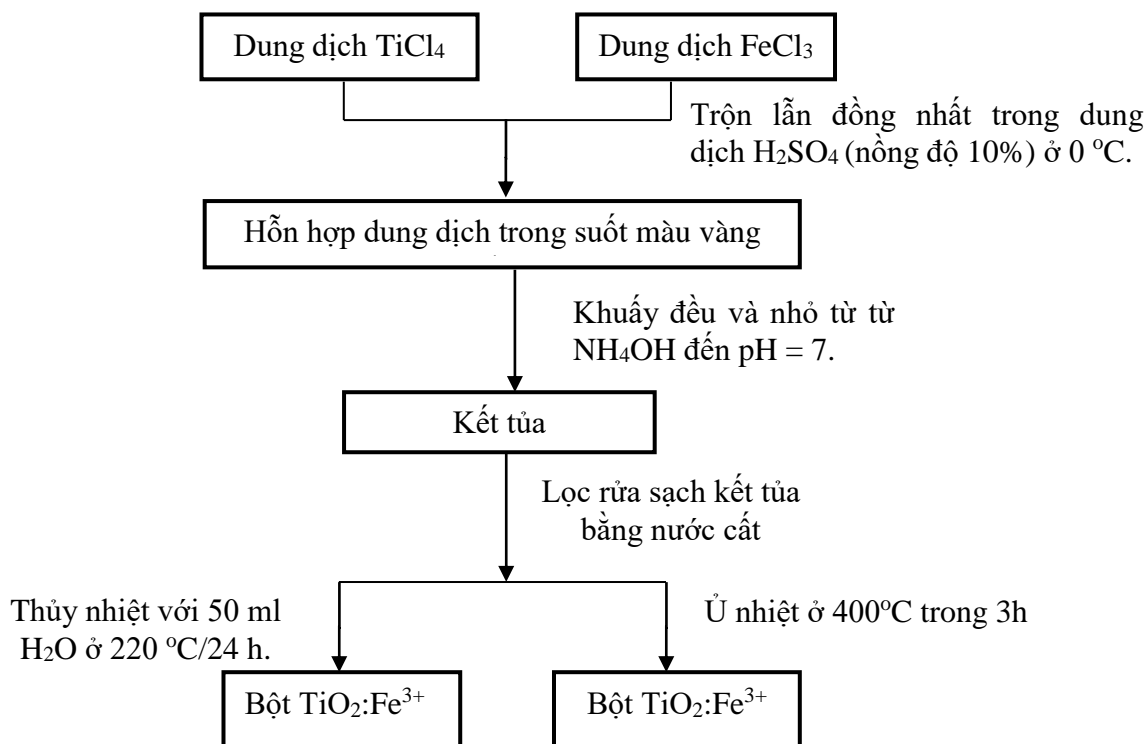 Dung dịch TiCl₄
Dung dịch FeCl₃
Trộn lẫn đồng nhất trong dung
dịch H₂SO₄ (nồng độ 10%) ở 0 ºC.
Hỗn hợp dung dịch trong suốt màu vàng
Khuấy đều và nhỏ từ từ
NH₄OH đến pH = 7.
Kết tủa
Lọc rửa sạch kết tủa
bằng nước cất
Thủy nhiệt với 50 ml
H₂O ở 220 ºC/24 h.
Ủ nhiệt ở 400ºC trong 3h
Bột TiO₂:Fe³⁺
Bột TiO₂:Fe³⁺